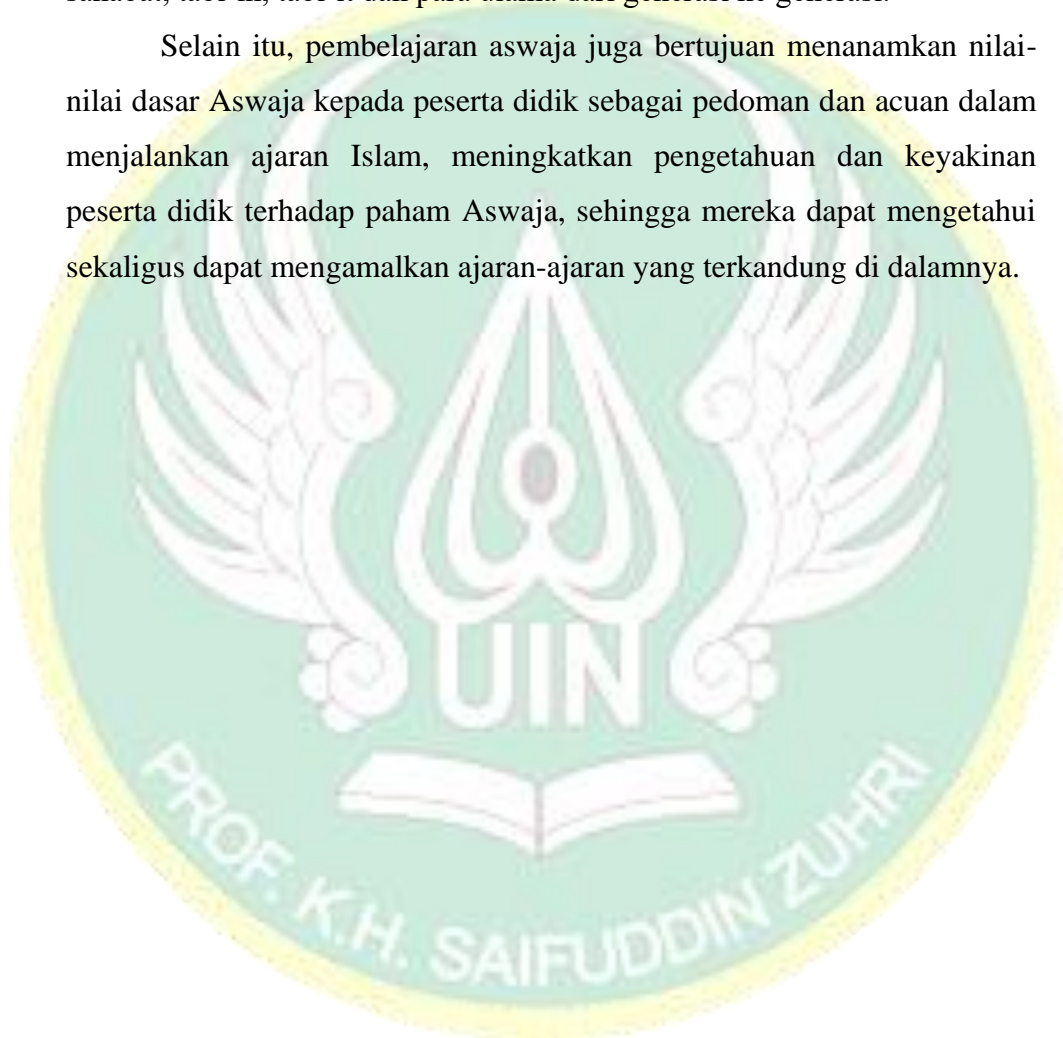 Selain itu, pembelajaran aswaja juga bertujuan menanamkan nilai-
nilai dasar Aswaja kepada peserta didik sebagai pedoman dan acuan dalam
menjalankan ajaran Islam, meningkatkan pengetahuan dan keyakinan
peserta didik terhadap paham Aswaja, sehingga mereka dapat mengetahui
sekaligus dapat mengamalkan ajaran-ajaran yang terkandung di dalamnya.
UIN
PROF. K.H. SAIFUDDIN ZUHRI